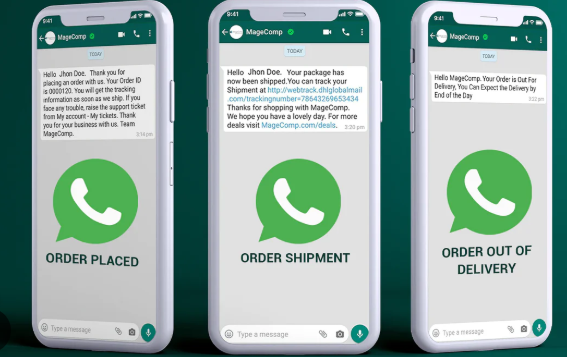 9:41
MageComp
TODAY
Hello Jhon Doe. Thank you for
placing an order with us. Your Order ID
is 0000120. You will get the tracking
information as soon as we ship. If you
face any trouble, raise the support ticket
from My account - My tickets. Thank
you for your business with us. Team
MageComp.
3:16 pm
ORDER PLACED
Type a message
9:41
MageComp
TODAY
Hello Jhon Doe. Your package has
now been shipped.You can track your
Shipment at http://webtrack.dhlglobalmail
.com/trackingnumber=78643269653434
Thanks for shopping with MageComp.
We hope you have a lovely day. For more
deals visit MageComp.com/deals.
3:20 pm
ORDER SHIPMENT
Type a message
9:41
MageComp
TODAY
Hello MageComp. Your Order is Out For
Delivery, You Can Expect the Delivery by
End of the Day
3:22 pm
ORDER OUT OF
DELIVERY
Type a message